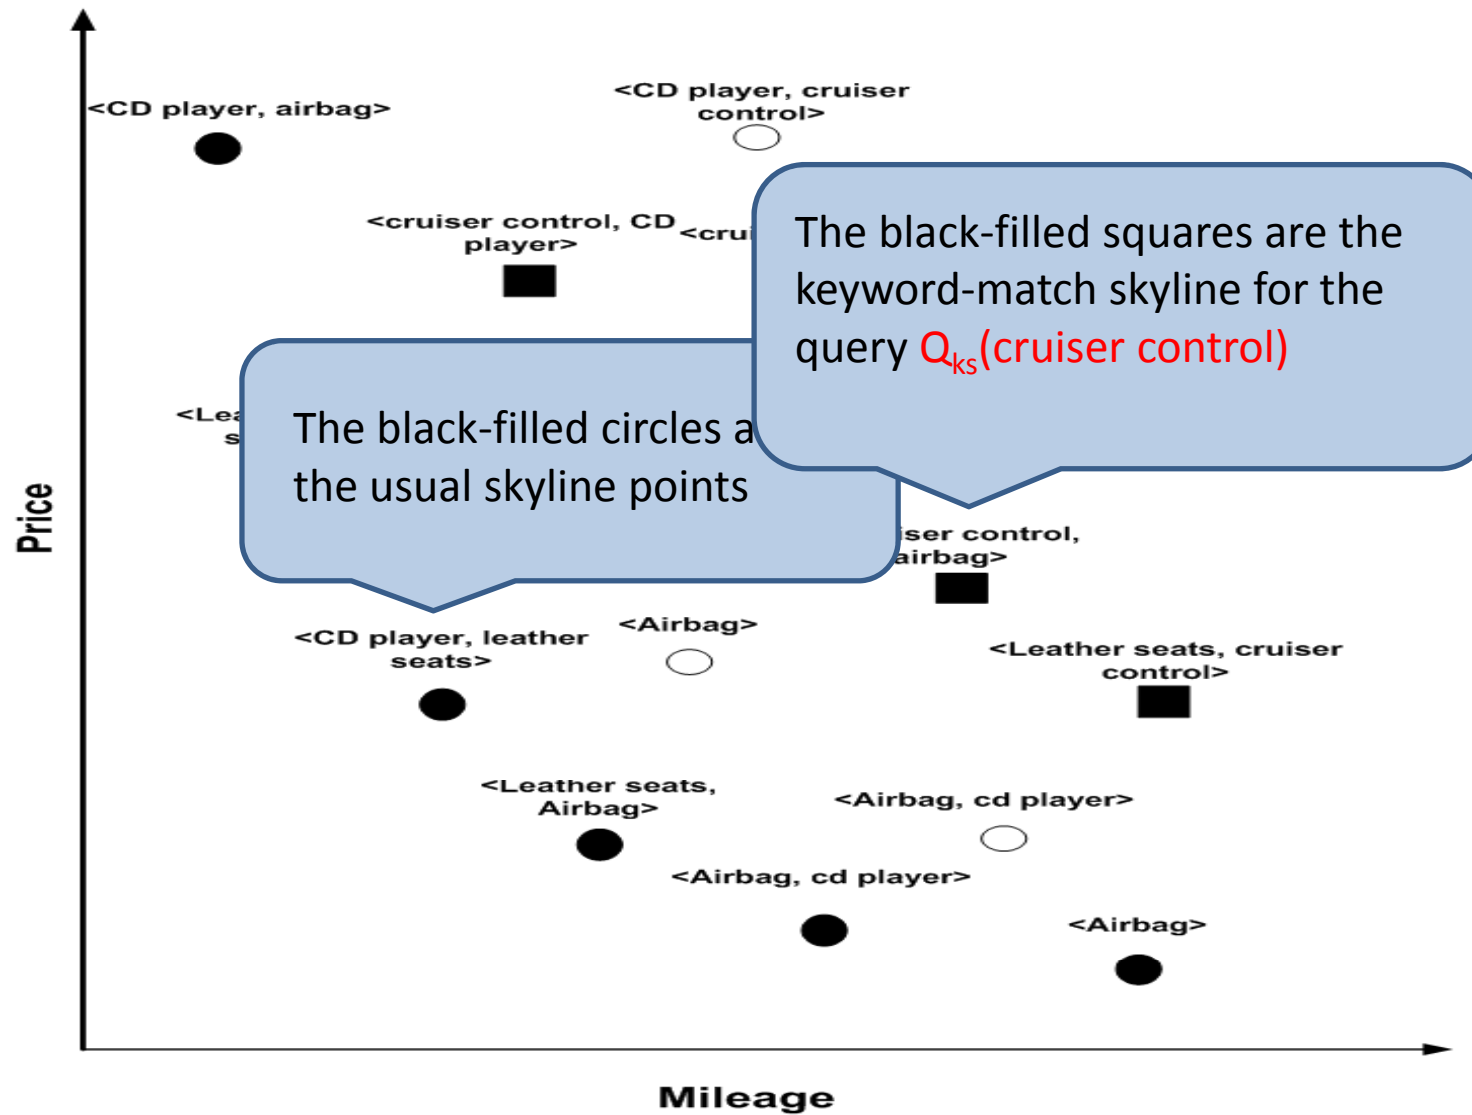 <CD player, airbag>
<CD player, cruiser
control>
<cruiser control, CD
player>
The black-filled squares are the
keyword-match skyline for the
query Qks(cruiser control)
The black-filled circles
the usual skyline points
Price
control,
airbag>
<CD player, leather
seats>
<Airbag>
<Leather seats, cruiser
control>
<Leather seats,
Airbag>
<Airbag, cd player>
<Airbag, cd player>
<Airbag>
Mileage